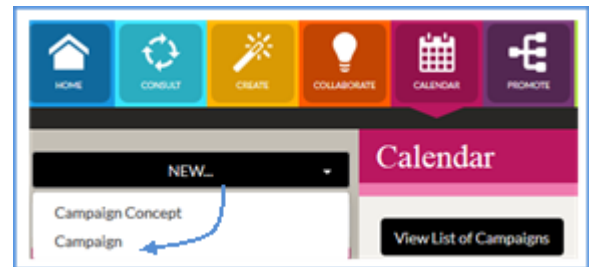 HOME CONSULT CREATE COLLABORATE CALENDAR PROMOTE
NEW...
Campaign Concept
Campaign
Calendar
View List of Campaigns